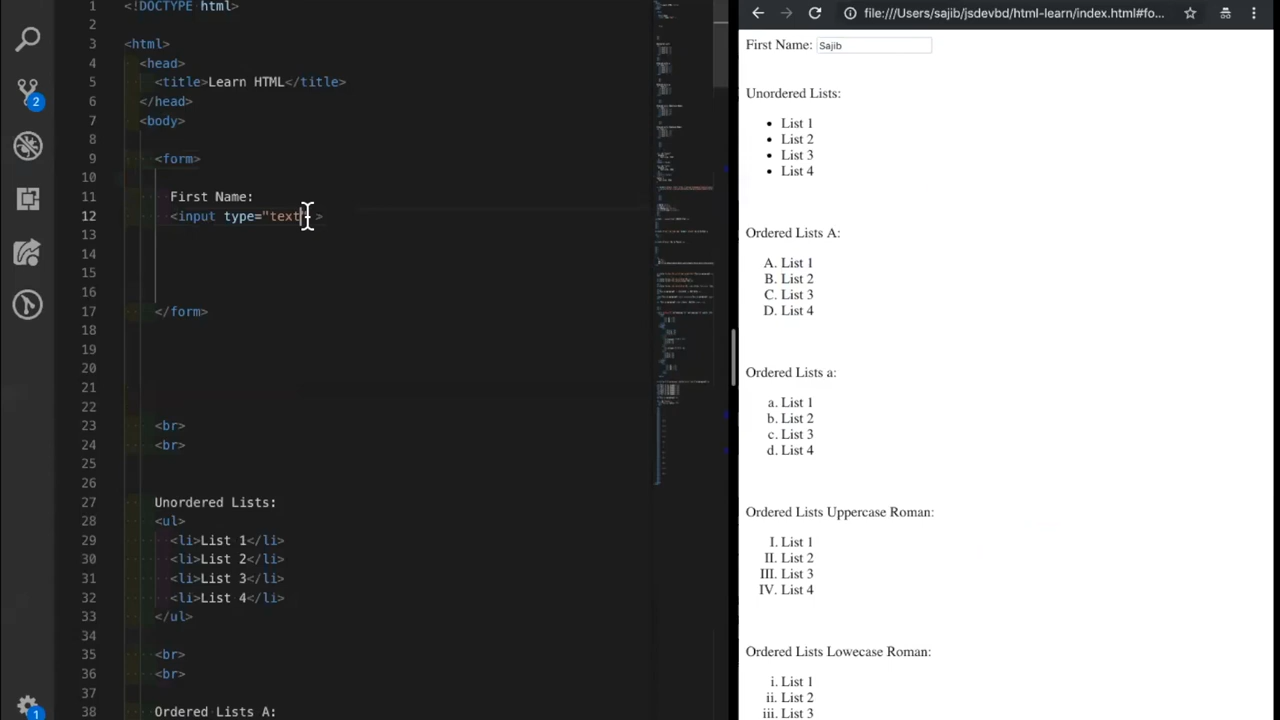 1 <!DOCTYPE html>
2
3 <html>
4 <head>
5 <title>Learn HTML</title>
6 </head>
7 <body>
8
9 <form>
10
11 First Name:
12 <input type="text" >
13
14
15
16
17 </form>
18
19
20
21
22
23 <br>
24 <br>
25
26
27 Unordered Lists:
28 <ul>
29 <li>List 1</li>
30 <li>List 2</li>
31 <li>List 3</li>
32 <li>List 4</li>
33 </ul>
34
35 <br>
36 <br>
37
38 Ordered Lists A:
2
1
file:///Users/sajib/jsdevbd/html-learn/index.html#fo...
First Name: Sajib
Unordered Lists:
• List 1
• List 2
• List 3
• List 4
Ordered Lists A:
A. List 1
B. List 2
C. List 3
D. List 4
Ordered Lists a:
a. List 1
b. List 2
c. List 3
d. List 4
Ordered Lists Uppercase Roman:
I. List 1
II. List 2
III. List 3
IV. List 4
Ordered Lists Lowecase Roman:
i. List 1
ii. List 2
iii. List 3